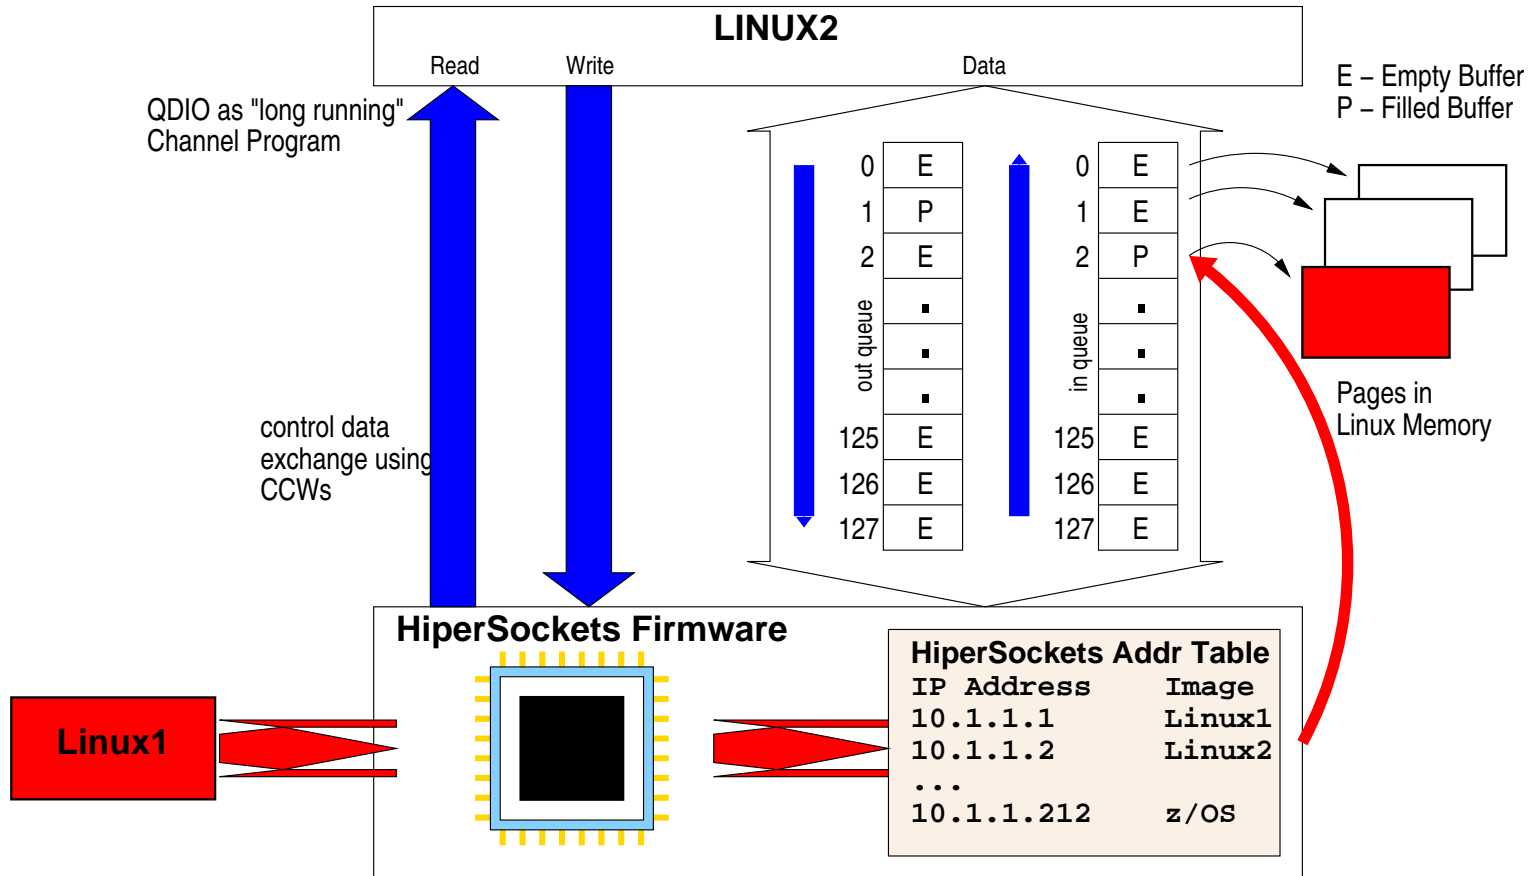 LINUX2
Read Write Data
QDIO as "long running"
Channel Program
E – Empty Buffer
P – Filled Buffer
0 E
1 P
2 E
.
.
.
125 E
126 E
127 E
out queue
0 E
1 E
2 P
.
.
.
125 E
126 E
127 E
in queue
Pages in
Linux Memory
control data
exchange using
CCWs
HiperSockets Firmware
Linux1
HiperSockets Addr Table
IP Address Image
10.1.1.1 Linux1
10.1.1.2 Linux2
...
10.1.1.212 z/OS